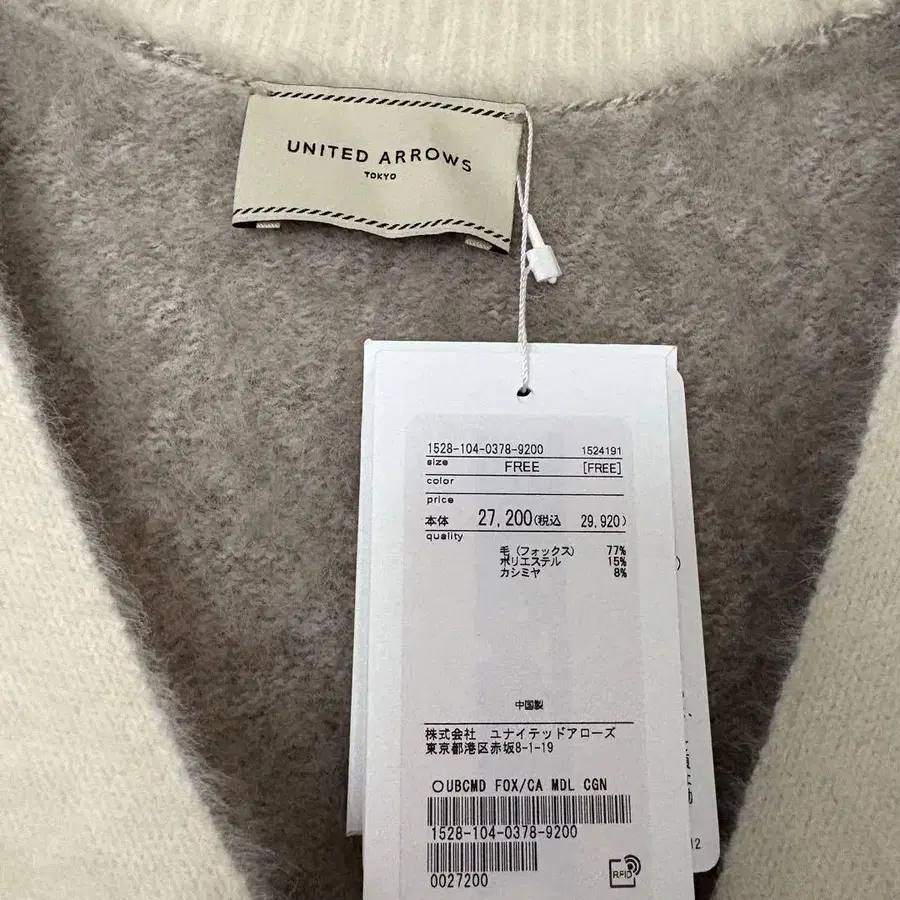 UNITED ARROWS
TOKYO
1528-104-0378-9200 1524191
size FREE [FREE]
color
price
本体 27,200(税込 29,920)
quality
毛(フォックス) 77%
ポリエステル 15%
カシミヤ 8%
中国製
株式会社 ユナイテッドアローズ
東京都港区赤坂8-1-19
○UBCMD FOX/CA MDL CGN
1528-104-0378-9200
0027200
RFID
12